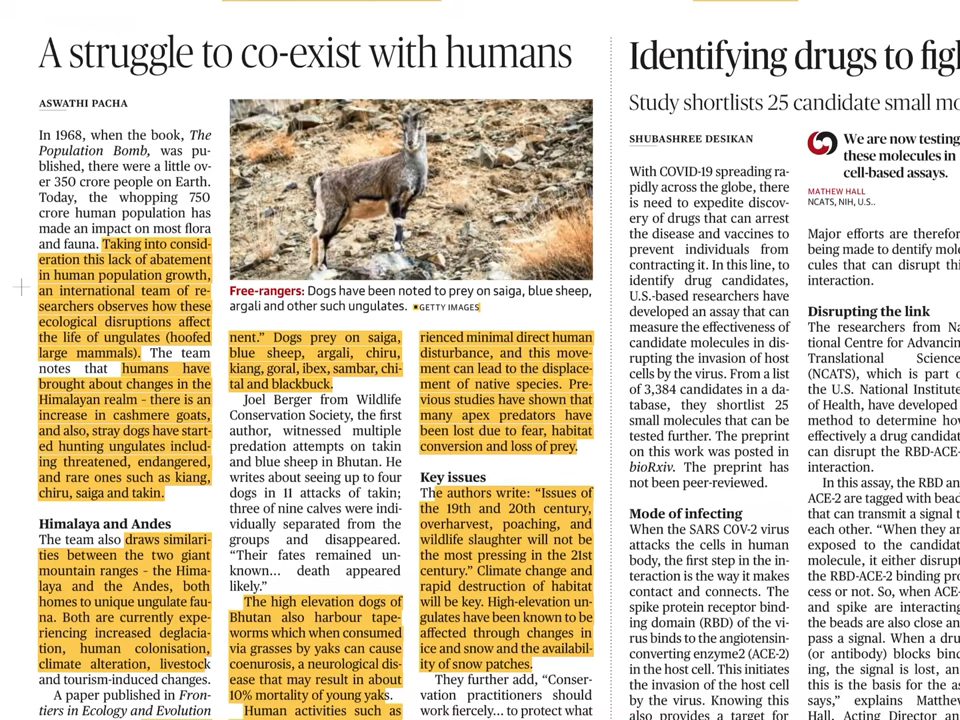 A struggle to co-exist with humans
ASWATHI PACHA
In 1968, when the book, The
Population Bomb, was pu-
blished, there were a little ov-
er 350 crore people on Earth.
Today, the whopping 750
crore human population has
made an impact on most flora
and fauna. Taking into consid-
eration this lack of abatement
in human population growth,
an international team of re-
searchers observes how these
ecological disruptions affect
the life of ungulates (hoofed
large mammals). The team
notes that humans have
brought about changes in the
Himalayan realm – there is an
increase in cashmere goats,
and also, stray dogs have start-
ed hunting ungulates includ-
ing threatened, endangered,
and rare ones such as kiang,
chiru, saiga and takin.
Himalaya and Andes
The team also draws similari-
ties between the two giant
mountain ranges – the Hima-
laya and the Andes, both
homes to unique ungulate fau-
na. Both are currently expe-
riencing increased deglacia-
tion, human colonisation,
climate alteration, livestock
and tourism-induced changes.
A paper published in Fron-
tiers in Ecology and Evolution
Free-rangers: Dogs have been noted to prey on saiga, blue sheep,
argali and other such ungulates. GETTY IMAGES
nent.” Dogs prey on saiga,
blue sheep, argali, chiru,
kiang, goral, ibex, sambar, chi-
tal and blackbuck.
Joel Berger from Wildlife
Conservation Society, the first
author, witnessed multiple
predation attempts on takin
and blue sheep in Bhutan. He
writes about seeing up to four
dogs in 11 attacks of takin;
three of nine calves were indi-
vidually separated from the
groups and disappeared.
“Their fates remained un-
known... death appeared
likely.”
The high elevation dogs of
Bhutan also harbour tape-
worms which when consumed
via grasses by yaks can cause
coenurosis, a neurological dis-
ease that may result in about
10% mortality of young yaks.
Human activities such as
rienced minimal direct human
disturbance, and this move-
ment can lead to the displace-
ment of native species. Pre-
vious studies have shown that
many apex predators have
been lost due to fear, habitat
conversion and loss of prey.
Key issues
The authors write: “Issues of
the 19th and 20th century,
overharvest, poaching, and
wildlife slaughter will not be
the most pressing in the 21st
century.” Climate change and
rapid destruction of habitat
will be key. High-elevation un-
gulates have been known to be
affected through changes in
ice and snow and the availabil-
ity of snow patches.
They further add, “Conser-
vation practitioners should
work fiercely... to protect what
Identifying drugs to
Study shortlists 25 candidate small
SHUBASHREE DESIKAN
With COVID-19 spreading ra-
pidly across the globe, there
is need to expedite discov-
ery of drugs that can arrest
the disease and vaccines to
prevent individuals from
contracting it. In this line, to
identify drug candidates,
U.S.-based researchers have
developed an assay that can
measure the effectiveness of
candidate molecules in dis-
rupting the invasion of host
cells by the virus. From a list
of 3,384 candidates in a da-
tabase, they shortlist 25
small molecules that can be
tested further. The preprint
on this work was posted in
bioRxiv. The preprint has
not been peer-reviewed.
Mode of infecting
When the SARS COV-2 virus
attacks the cells in human
body, the first step in the in-
teraction is the way it makes
contact and connects. The
spike protein receptor bind-
ing domain (RBD) of the vi-
rus binds to the angiotensin-
converting enzyme2 (ACE-2)
in the host cell. This initiates
the invasion of the host cell
by the virus. Knowing this
also provides a target for
We are now testing
these molecules in
cell-based assays.
MATHEW HALL
NCATS, NIH, U.S..
Major efforts are therefor
being made to dentify mole
cules that can disrupt thi
interaction.
Disrupting the link
The researchers from Na
tional Centre for Advancin
Translational Science
(NCATS), which is part o
the U.S. National Institute
of Health, have developed
method to determine how
effectively a drug candidat
can disrupt the RBD-ACE-
interaction.
In this assay, the RBD an
ACE-2 are tagged with bead
that can transmit a signal t
each other. “When they ar
exposed to the candidat
molecule, it either disrupt
the RBD-ACE-2 binding pro
cess or not. So, when ACE-
and spike are interacting
the beads are also close an
pass a signal. When a dru
(or antibody) blocks bind
ing, the signal is lost, an
this is the basis for the as
says,” explains Matthew
Hall, Acting Director an